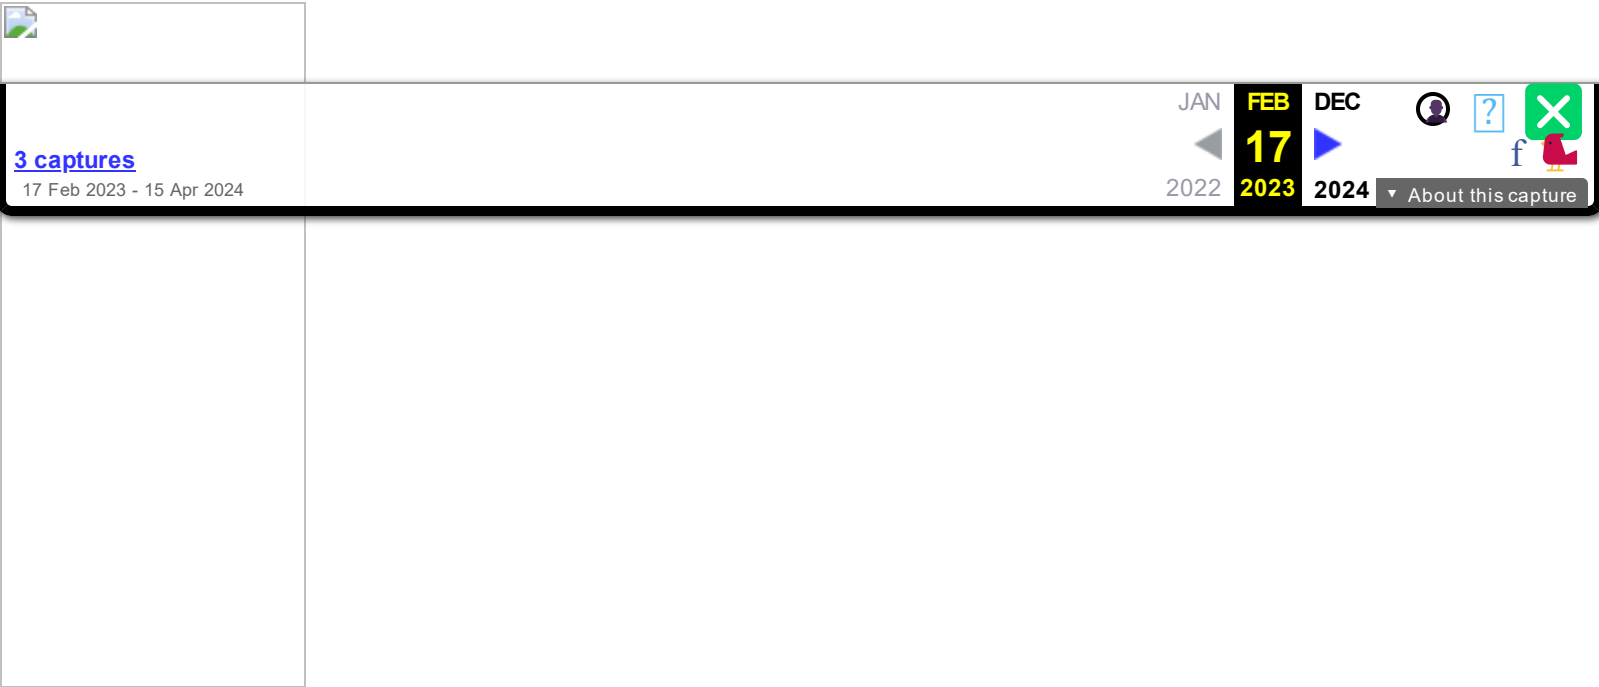 JAN FEB DEC
17
3 captures
17 Feb 2023 - 15 Apr 2024
2022 2023 2024
▼ About this capture
f
?